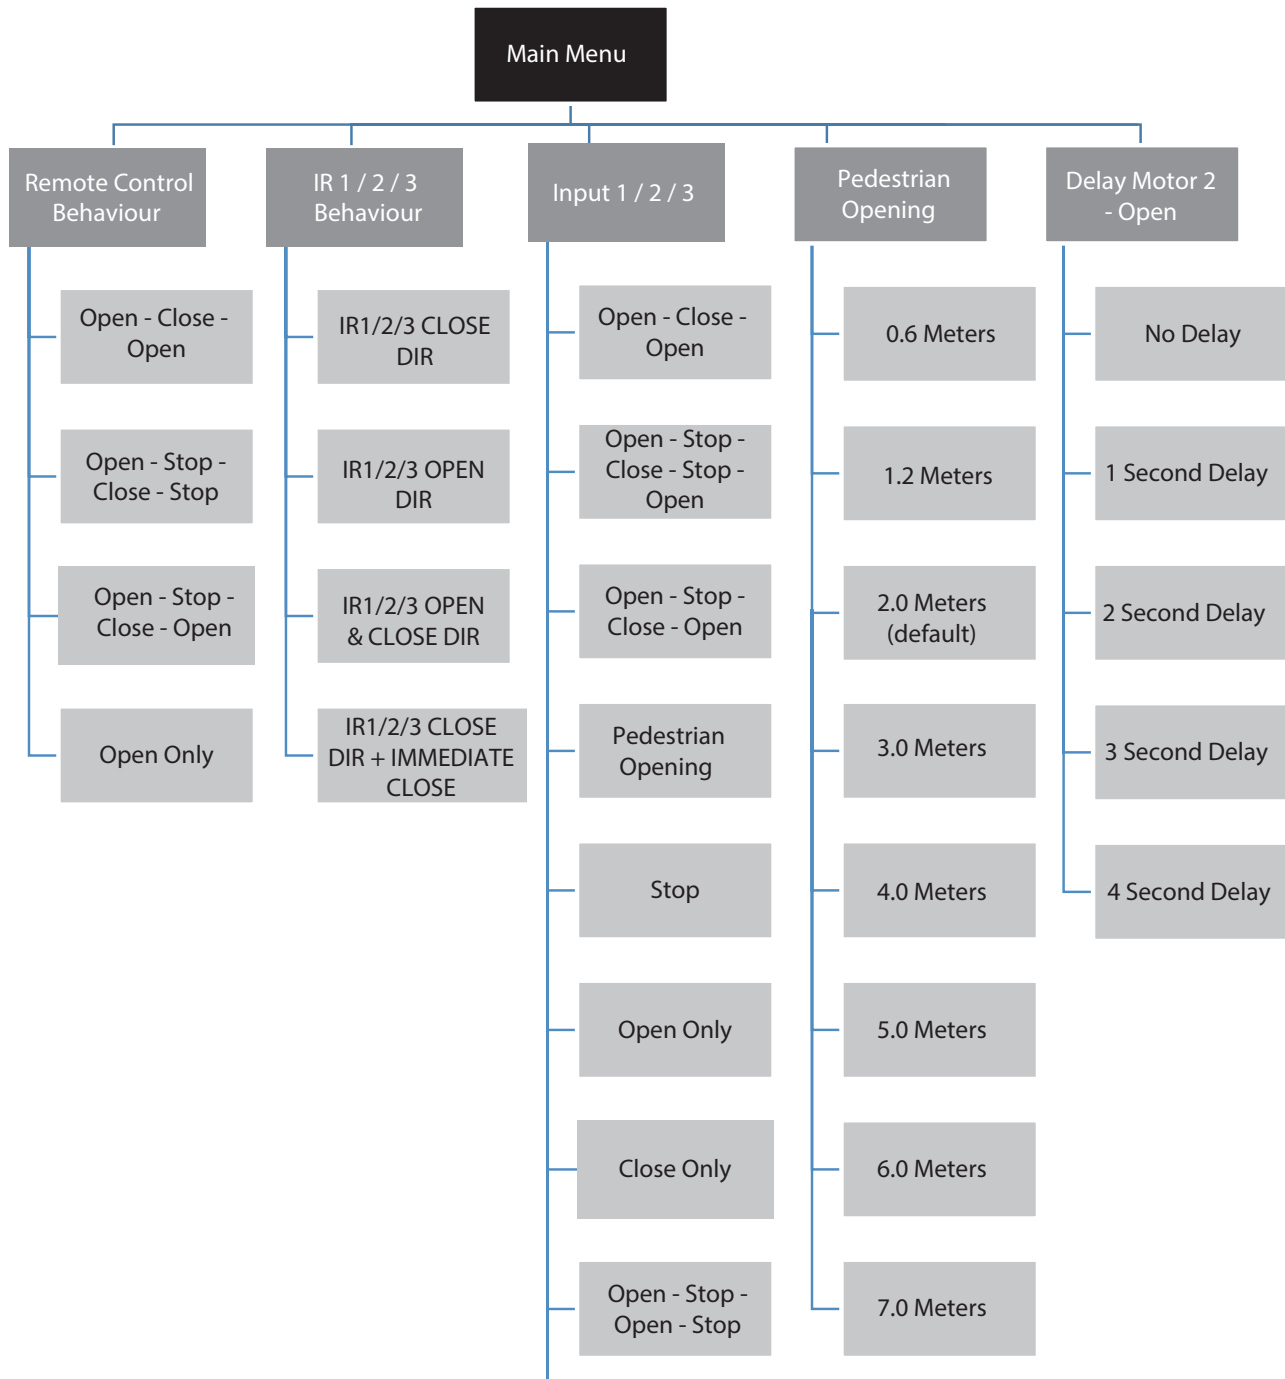 Main Menu
Remote Control
Behaviour
Open - Close -
Open
Open - Stop -
Close - Stop
Open - Stop -
Close - Open
Open Only
IR 1 / 2 / 3
Behaviour
IR1/2/3 CLOSE
DIR
IR1/2/3 OPEN
DIR
IR1/2/3 OPEN
& CLOSE DIR
IR1/2/3 CLOSE
DIR + IMMEDIATE
CLOSE
Input 1 / 2 / 3
Open - Close -
Open
Open - Stop -
Close - Stop -
Open
Open - Stop -
Close - Open
Pedestrian
Opening
Stop
Open Only
Close Only
Open - Stop -
Open - Stop
Pedestrian
Opening
0.6 Meters
1.2 Meters
2.0 Meters
(default)
3.0 Meters
4.0 Meters
5.0 Meters
6.0 Meters
7.0 Meters
Delay Motor 2
- Open
No Delay
1 Second Delay
2 Second Delay
3 Second Delay
4 Second Delay